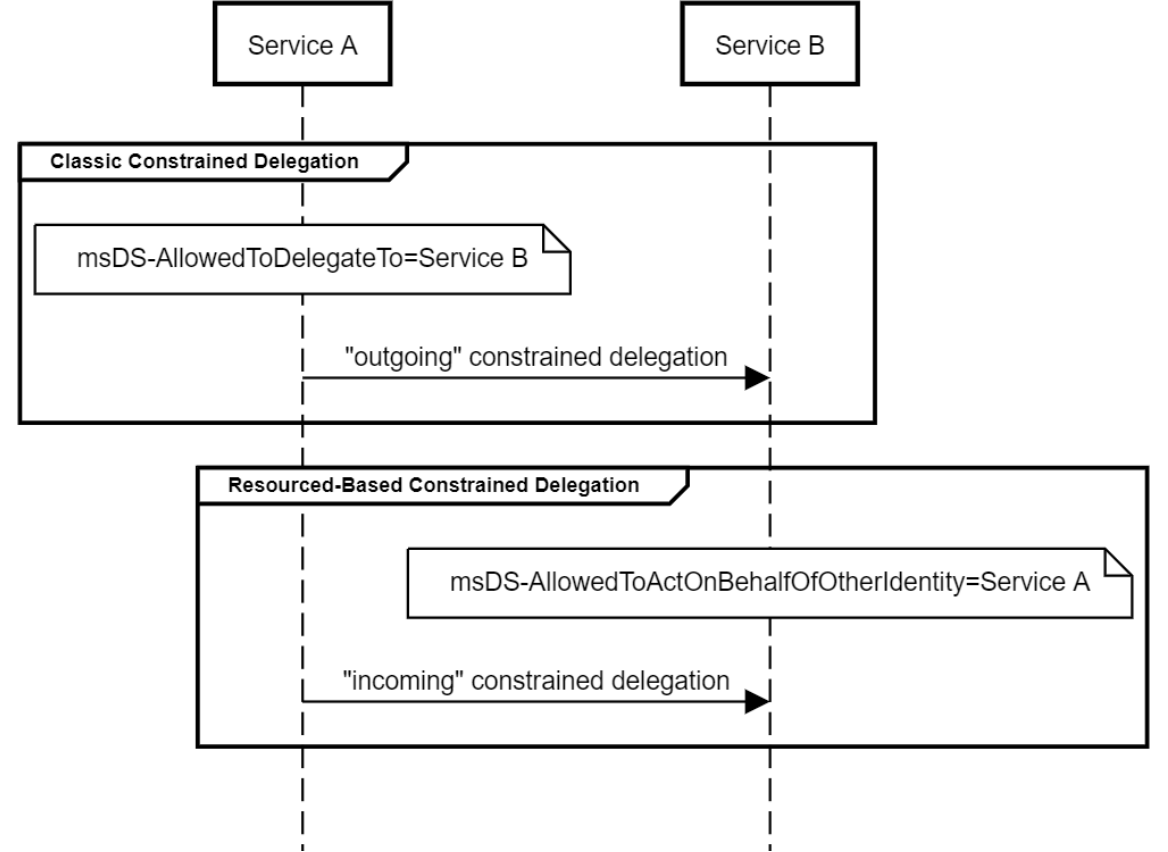 Service A
Service B
Classic Constrained Delegation
msDS-AllowedToDelegateTo=Service B
"outgoing" constrained delegation
Resourced-Based Constrained Delegation
msDS-AllowedToActOnBehalfOfOtherIdentity=Service A
"incoming" constrained delegation